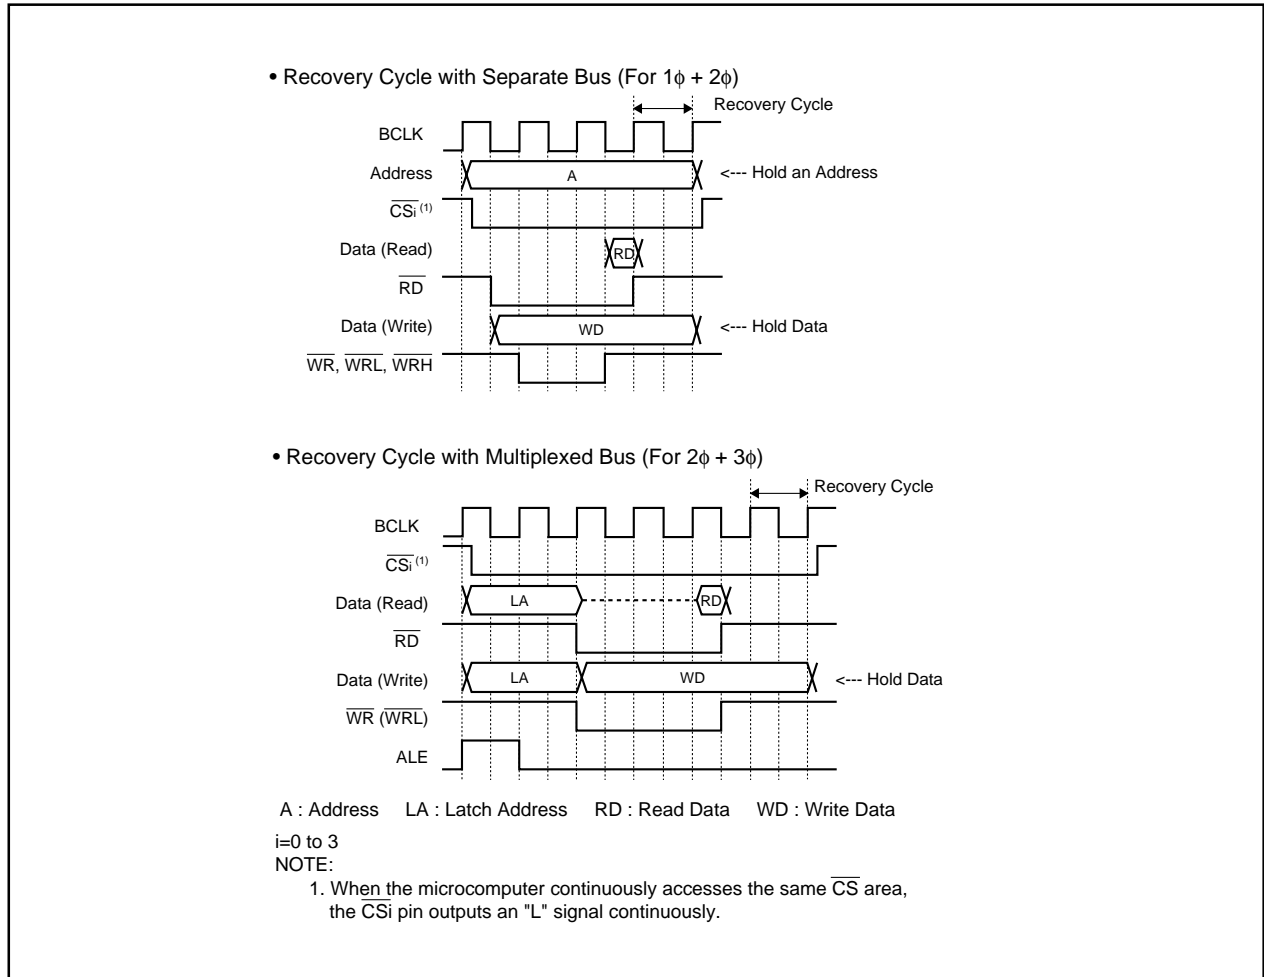 • Recovery Cycle with Separate Bus (For 1ϕ + 2ϕ)
Recovery Cycle
BCLK
Address
A
<--- Hold an Address
CSi (1)
Data (Read)
RD
RD
Data (Write)
WD
<--- Hold Data
WR, WRL, WRH
• Recovery Cycle with Multiplexed Bus (For 2ϕ + 3ϕ)
Recovery Cycle
BCLK
CSi (1)
Data (Read)
LA
RD
RD
Data (Write)
LA
WD
<--- Hold Data
WR (WRL)
ALE
A : Address LA : Latch Address RD : Read Data WD : Write Data
i=0 to 3
NOTE:
1. When the microcomputer continuously accesses the same CS area,
the CSi pin outputs an "L" signal continuously.